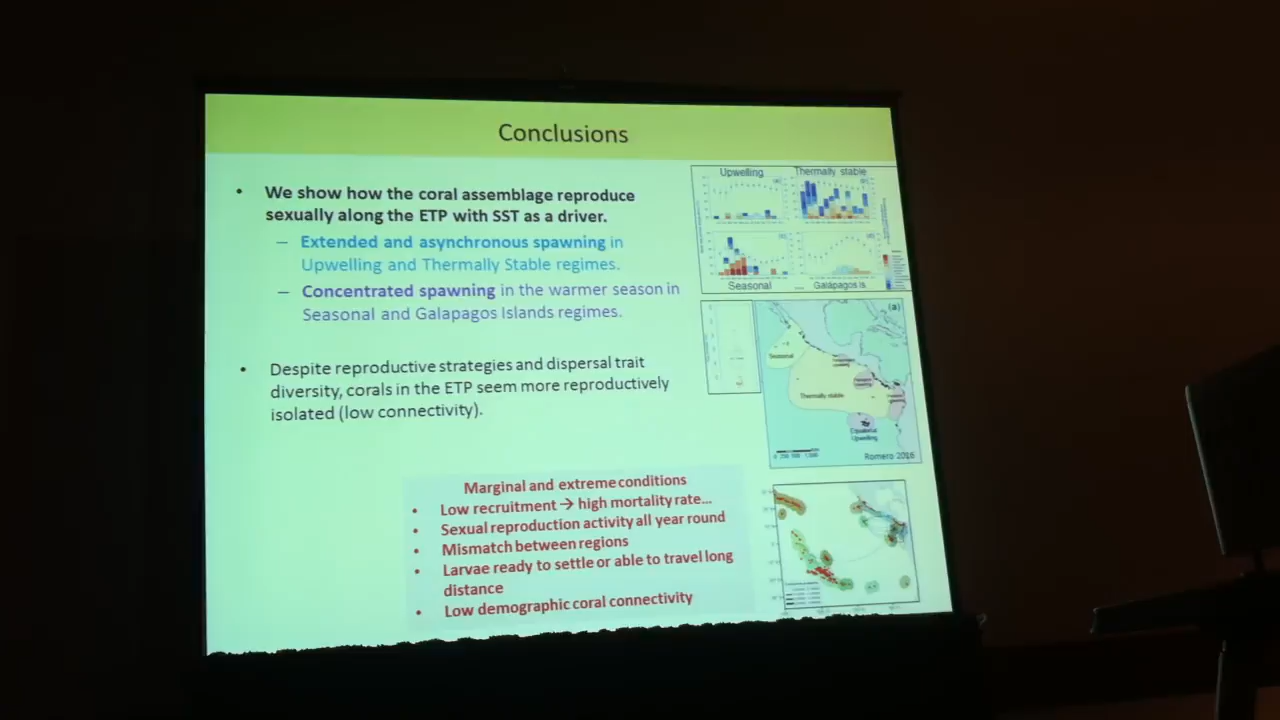 Conclusions
• We show how the coral assemblage reproduce
sexually along the ETP with SST as a driver.
– Extended and asynchronous spawning in
Upwelling and Thermally Stable regimes.
– Concentrated spawning in the warmer season in
Seasonal and Galapagos Islands regimes.
• Despite reproductive strategies and dispersal trait
diversity, corals in the ETP seem more reproductively
isolated (low connectivity).
Marginal and extreme conditions
• Low recruitment → high mortality rate...
• Sexual reproduction activity all year round
• Mismatch between regions
• Larvae ready to settle or able to travel long
distance
• Low demographic coral connectivity
Upwelling
Thermally stable
Seasonal
Galápagos Is.
(a)
Seasonal
Thermally stable
Equatorial
Upwelling
Romero 2016